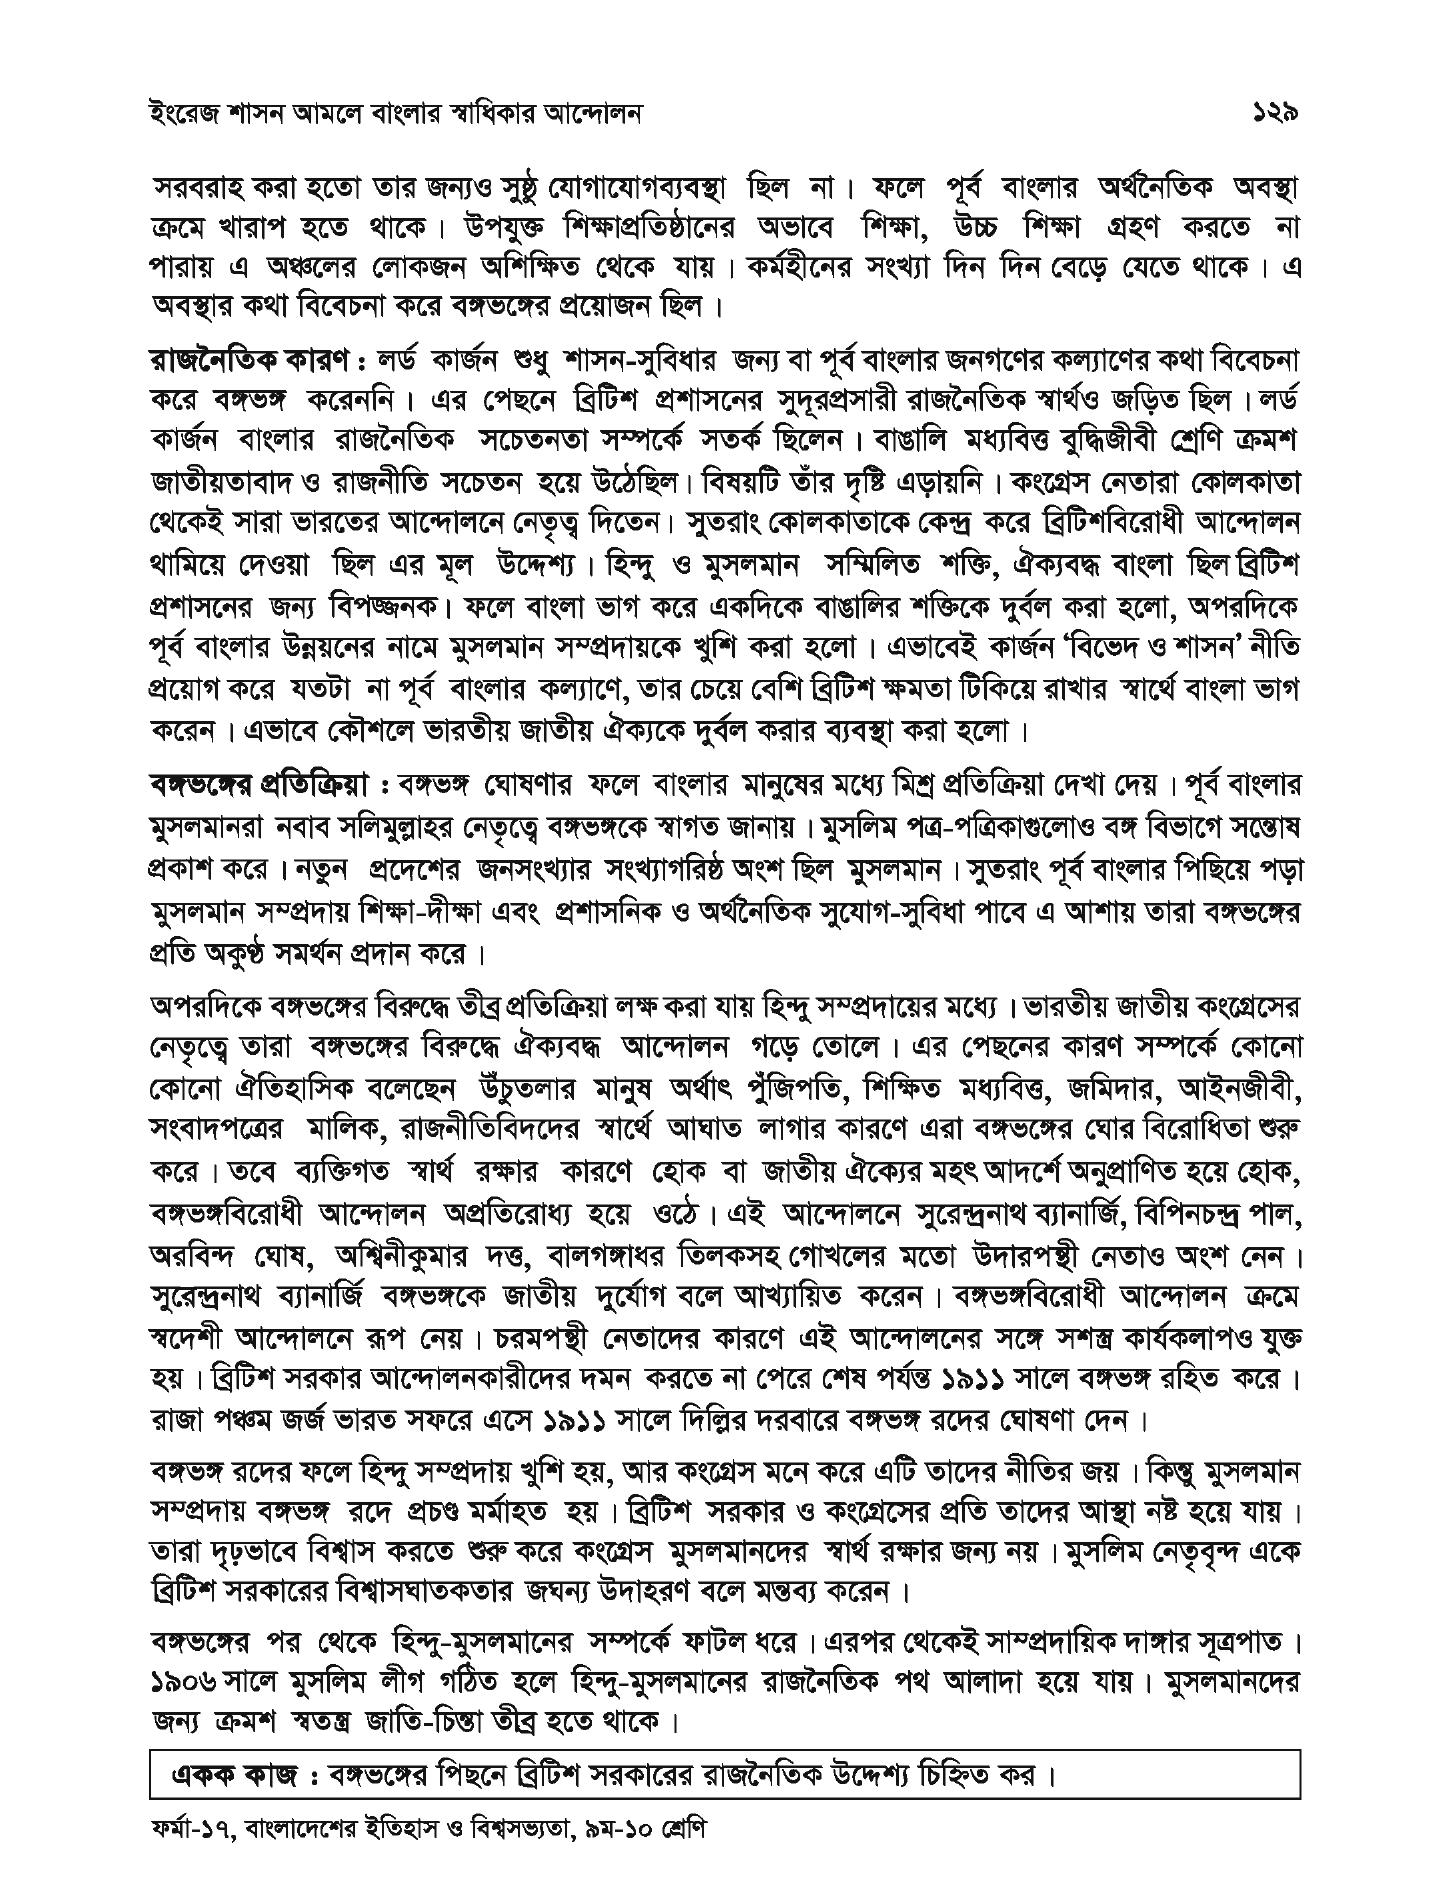 ইংরেজ শাসন আমলে বাংলার স্বাধিকার আন্দোলন ১২৯
সরবরাহ করা হতো তার জন্যও সুষ্ঠু যোগাযোগব্যবস্থা ছিল না। ফলে পূর্ব বাংলার অর্থনৈতিক অবস্থা
ক্রমে খারাপ হতে থাকে। উপযুক্ত শিক্ষাপ্রতিষ্ঠানের অভাবে শিক্ষা, উচ্চ শিক্ষা গ্রহণ করতে না
পারায় এ অঞ্চলের লোকজন অশিক্ষিত থেকে যায়। কর্মহীনের সংখ্যা দিন দিন বেড়ে যেতে থাকে। এ
অবস্থার কথা বিবেচনা করে বঙ্গভঙ্গের প্রয়োজন ছিল।
রাজনৈতিক কারণ : লর্ড কার্জন শুধু শাসন-সুবিধার জন্য বা পূর্ব বাংলার জনগণের কল্যাণের কথা বিবেচনা
করে বঙ্গভঙ্গ করেননি। এর পেছনে ব্রিটিশ প্রশাসনের সুদূরপ্রসারী রাজনৈতিক স্বার্থও জড়িত ছিল। লর্ড
কার্জন বাংলার রাজনৈতিক সচেতনতা সম্পর্কে সতর্ক ছিলেন। বাঙালি মধ্যবিত্ত বুদ্ধিজীবী শ্রেণি ক্রমশ
জাতীয়তাবাদ ও রাজনীতি সচেতন হয়ে উঠেছিল। বিষয়টি তাঁর দৃষ্টি এড়ায়নি। কংগ্রেস নেতারা কোলকাতা
থেকেই সারা ভারতের আন্দোলনে নেতৃত্ব দিতেন। সুতরাং কোলকাতাকে কেন্দ্র করে ব্রিটিশবিরোধী আন্দোলন
থামিয়ে দেওয়া ছিল এর মূল উদ্দেশ্য। হিন্দু ও মুসলমান সম্মিলিত শক্তি, ঐক্যবদ্ধ বাংলা ছিল ব্রিটিশ
প্রশাসনের জন্য বিপজ্জনক। ফলে বাংলা ভাগ করে একদিকে বাঙালির শক্তিকে দুর্বল করা হলো, অপরদিকে
পূর্ব বাংলার উন্নয়নের নামে মুসলমান সম্প্রদায়কে খুশি করা হলো। এভাবেই কার্জন ‘বিভেদ ও শাসন’ নীতি
প্রয়োগ করে যতটা না পূর্ব বাংলার কল্যাণে, তার চেয়ে বেশি ব্রিটিশ ক্ষমতা টিকিয়ে রাখার স্বার্থে বাংলা ভাগ
করেন। এভাবে কৌশলে ভারতীয় জাতীয় ঐক্যকে দুর্বল করার ব্যবস্থা করা হলো।
বঙ্গভঙ্গের প্রতিক্রিয়া : বঙ্গভঙ্গ ঘোষণার ফলে বাংলার মানুষের মধ্যে মিশ্র প্রতিক্রিয়া দেখা দেয়। পূর্ব বাংলার
মুসলমানরা নবাব সলিমুল্লাহর নেতৃত্বে বঙ্গভঙ্গকে স্বাগত জানায়। মুসলিম পত্র-পত্রিকাগুলোও বঙ্গ বিভাগে সন্তোষ
প্রকাশ করে। নতুন প্রদেশের জনসংখ্যার সংখ্যাগরিষ্ঠ অংশ ছিল মুসলমান। সুতরাং পূর্ব বাংলার পিছিয়ে পড়া
মুসলমান সম্প্রদায় শিক্ষা-দীক্ষা এবং প্রশাসনিক ও অর্থনৈতিক সুযোগ-সুবিধা পাবে এ আশায় তারা বঙ্গভঙ্গের
প্রতি অকুণ্ঠ সমর্থন প্রদান করে।
অপরদিকে বঙ্গভঙ্গের বিরুদ্ধে তীব্র প্রতিক্রিয়া লক্ষ করা যায় হিন্দু সম্প্রদায়ের মধ্যে। ভারতীয় জাতীয় কংগ্রেসের
নেতৃত্বে তারা বঙ্গভঙ্গের বিরুদ্ধে ঐক্যবদ্ধ আন্দোলন গড়ে তোলে। এর পেছনের কারণ সম্পর্কে কোনো
কোনো ঐতিহাসিক বলেছেন উঁচুতলার মানুষ অর্থাৎ পুঁজিপতি, শিক্ষিত মধ্যবিত্ত, জমিদার, আইনজীবী,
সংবাদপত্রের মালিক, রাজনীতিবিদদের স্বার্থে আঘাত লাগার কারণে এরা বঙ্গভঙ্গের ঘোর বিরোধিতা শুরু
করে। তবে ব্যক্তিগত স্বার্থ রক্ষার কারণে হোক বা জাতীয় ঐক্যের মহৎ আদর্শে অনুপ্রাণিত হয়ে হোক,
বঙ্গভঙ্গবিরোধী আন্দোলন অপ্রতিরোধ্য হয়ে ওঠে। এই আন্দোলনে সুরেন্দ্রনাথ ব্যানার্জি, বিপিনচন্দ্র পাল,
অরবিন্দ ঘোষ, অশ্বিনীকুমার দত্ত, বালগঙ্গাধর তিলকসহ গোখলের মতো উদারপন্থী নেতাও অংশ নেন।
সুরেন্দ্রনাথ ব্যানার্জি বঙ্গভঙ্গকে জাতীয় দুর্যোগ বলে আখ্যায়িত করেন। বঙ্গভঙ্গবিরোধী আন্দোলন ক্রমে
স্বদেশী আন্দোলনে রূপ নেয়। চরমপন্থী নেতাদের কারণে এই আন্দোলনের সঙ্গে সশস্ত্র কার্যকলাপও যুক্ত
হয়। ব্রিটিশ সরকার আন্দোলনকারীদের দমন করতে না পেরে শেষ পর্যন্ত ১৯১১ সালে বঙ্গভঙ্গ রহিত করে।
রাজা পঞ্চম জর্জ ভারত সফরে এসে ১৯১১ সালে দিল্লির দরবারে বঙ্গভঙ্গ রদের ঘোষণা দেন।
বঙ্গভঙ্গ রদের ফলে হিন্দু সম্প্রদায় খুশি হয়, আর কংগ্রেস মনে করে এটি তাদের নীতির জয়। কিন্তু মুসলমান
সম্প্রদায় বঙ্গভঙ্গ রদে প্রচণ্ড মর্মাহত হয়। ব্রিটিশ সরকার ও কংগ্রেসের প্রতি তাদের আস্থা নষ্ট হয়ে যায়।
তারা দৃঢ়ভাবে বিশ্বাস করতে শুরু করে কংগ্রেস মুসলমানদের স্বার্থ রক্ষার জন্য নয়। মুসলিম নেতৃবৃন্দ একে
ব্রিটিশ সরকারের বিশ্বাসঘাতকতার জঘন্য উদাহরণ বলে মন্তব্য করেন।
বঙ্গভঙ্গের পর থেকে হিন্দু-মুসলমানের সম্পর্কে ফাটল ধরে। এরপর থেকেই সাম্প্রদায়িক দাঙ্গার সূত্রপাত।
১৯০৬ সালে মুসলিম লীগ গঠিত হলে হিন্দু-মুসলমানের রাজনৈতিক পথ আলাদা হয়ে যায়। মুসলমানদের
জন্য ক্রমশ স্বতন্ত্র জাতি-চিন্তা তীব্র হতে থাকে।
একক কাজ : বঙ্গভঙ্গের পিছনে ব্রিটিশ সরকারের রাজনৈতিক উদ্দেশ্য চিহ্নিত কর।
ফর্মা-১৭, বাংলাদেশের ইতিহাস ও বিশ্বসভ্যতা, ৯ম-১০ শ্রেণি